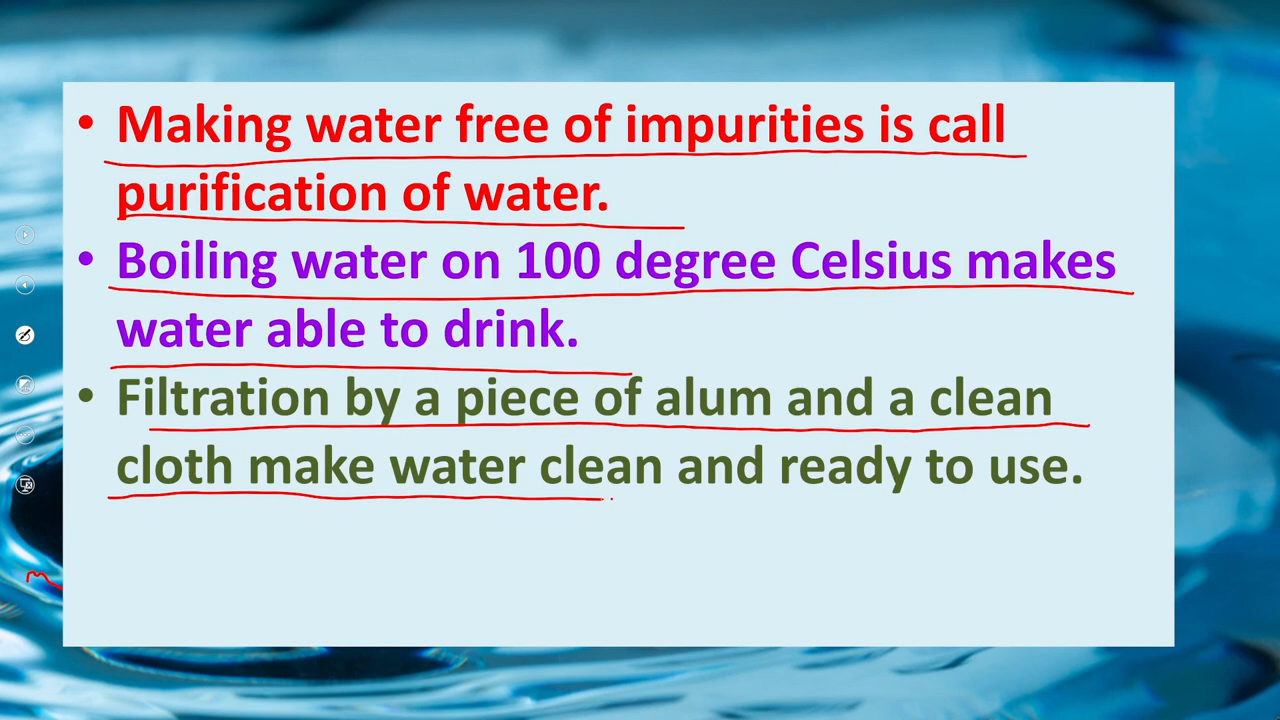 • Making water free of impurities is call
purification of water.
• Boiling water on 100 degree Celsius makes
water able to drink.
• Filtration by a piece of alum and a clean
cloth make water clean and ready to use.